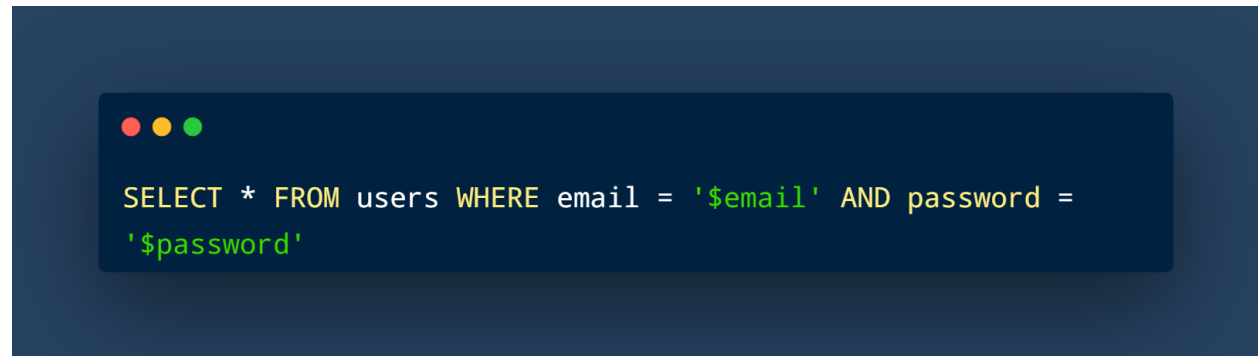 SELECT * FROM users WHERE email = '$email' AND password =
'$password'